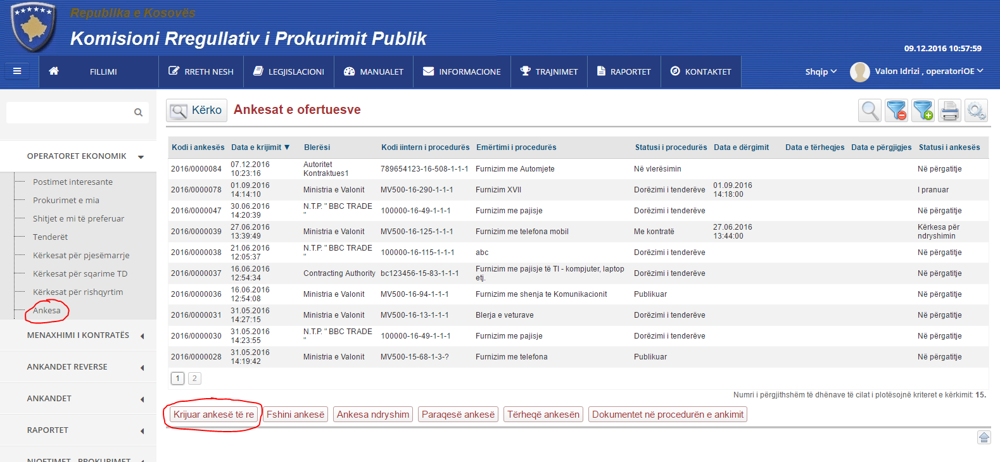 Republika e Kosovës
Komisioni Rregullativ i Prokurimit Publik
09.12.2016 10:57:59
FILLIMI RRETH NESH LEGJISLACIONI MANUALET INFORMACIONE TRAJNIMET RAPORTET KONTAKTET Shqip Valon Idrizi , operatoriOE
Kërko Ankesat e ofertuesve
OPERATORET EKONOMIK
Postimet interesante
Prokurimet e mia
Shitjet e mi të preferuar
Tenderët
Kërkesat për pjesëmarrje
Kërkesat për sqarime TD
Kërkesat për rishqyrtim
Ankesa
MENAXHIMI I KONTRATËS
ANKANDET REVERSE
ANKANDET
RAPORTET
NJOFTIMET - PROKURIMET
Kodi i ankesës Data e krijimit ▼ Blerësi Kodi iintern i procedurës Emërtimi i procedurës Statusi i procedurës Data e dërgimit Data e tërheqjes Data e përgjigjes Statusi i ankesës
2016/0000084 07.12.2016 10:23:16 Autoritet Kontraktues1 789654123-16-508-1-1-1 Furnizim me Automjete Në vlerësimin Në përgatitje
2016/0000078 01.09.2016 14:14:10 Ministria e Valonit MV500-16-290-1-1-1 Furnizim XVII Dorëzimi i tenderëve 01.09.2016 14:18:00 I pranuar
2016/0000047 30.06.2016 14:20:39 N.T.P. " BBC TRADE " 100000-16-49-1-1-1 Furnizim me pajisje Dorëzimi i tenderëve Në përgatitje
2016/0000039 27.06.2016 13:39:49 Ministria e Valonit MV500-16-125-1-1-1 Furnizim me telefona mobil Me kontratë 27.06.2016 13:44:00 Kërkesa për ndryshimin
2016/0000038 21.06.2016 12:05:37 N.T.P. " BBC TRADE " 100000-16-115-1-1-1 abc Dorëzimi i tenderëve Në përgatitje
2016/0000037 16.06.2016 12:54:34 Contracting Authority bc123456-15-83-1-1-1 Furnizim me pajisje të TI - kompjuter, laptop etj. Dorëzimi i tenderëve Në përgatitje
2016/0000036 16.06.2016 12:54:08 Ministria e Valonit MV500-16-94-1-1-1 Furnizim me shenja te Komunikacionit Publikuar Në përgatitje
2016/0000031 31.05.2016 14:27:15 Ministria e Valonit MV500-16-13-1-1-1 Blerja e veturave Dorëzimi i tenderëve Në përgatitje
2016/0000030 31.05.2016 14:23:55 N.T.P. " BBC TRADE " 100000-16-49-1-1-1 Furnizim me pajisje Dorëzimi i tenderëve Në përgatitje
2016/0000028 31.05.2016 14:19:42 Ministria e Valonit MV500-15-68-1-3-? Furnizim me telefona Publikuar Në përgatitje
1 2
Numri i përgjithshëm të dhënave të cilat i plotësojnë kriteret e kërkimit: 15.
Krijuar ankesë të re Fshini ankesë Ankesa ndryshim Paraqesë ankesë Tërheqë ankesën Dokumentet në procedurën e ankimit